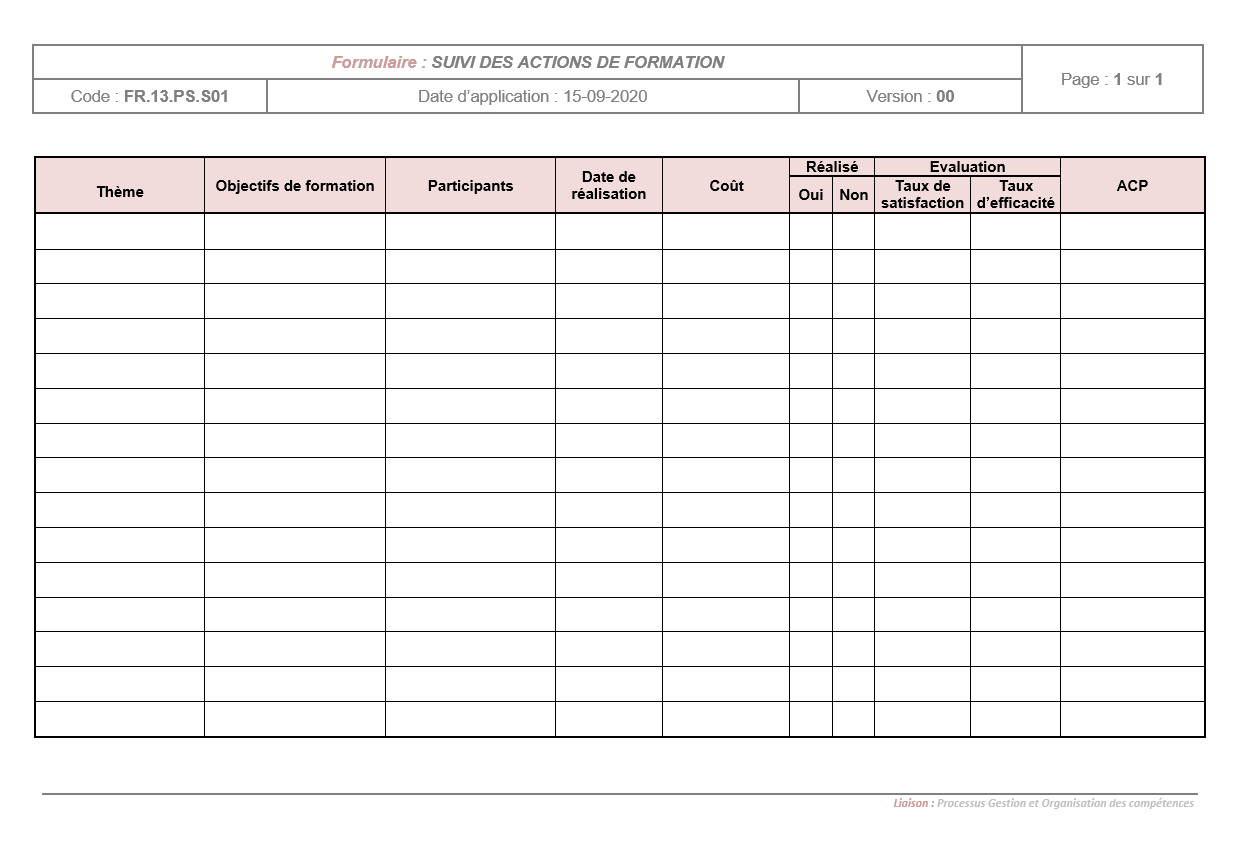 Formulaire : SUIVI DES ACTIONS DE FORMATION
Page : 1 sur 1
Code : FR.13.PS.S01
Date d’application : 15-09-2020
Version : 00
Thème
Objectifs de formation
Participants
Date de
réalisation
Coût
Réalisé
Oui
Non
Evaluation
Taux de
satisfaction
Taux
d’efficacité
ACP
Liaison : Processus Gestion et Organisation des compétences